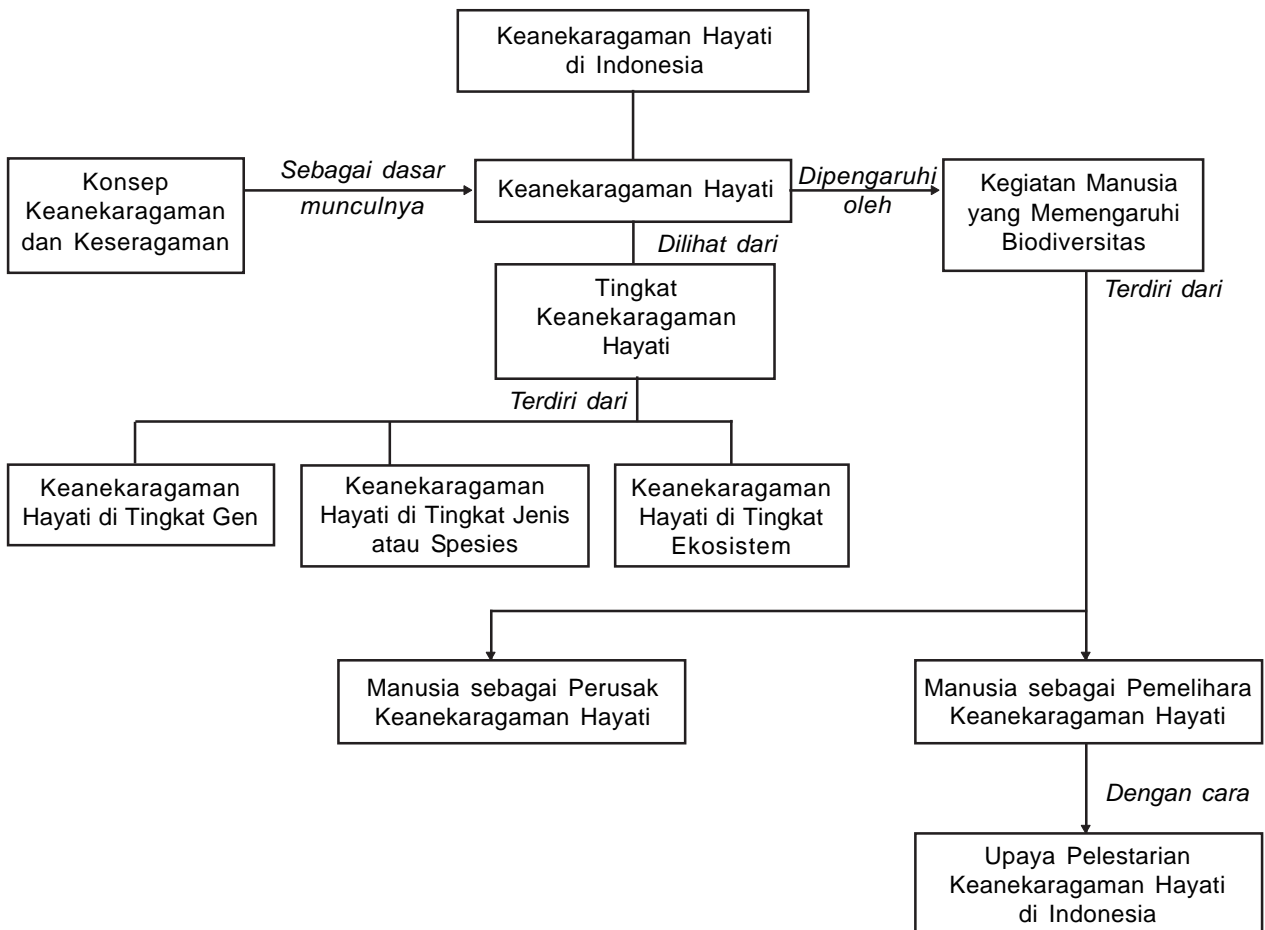 Keanekaragaman Hayati
di Indonesia
Konsep
Keanekaragaman
dan Keseragaman
Sebagai dasar
munculnya
Keanekaragaman Hayati
Dipengaruhi
oleh
Kegiatan Manusia
yang Memengaruhi
Biodiversitas
Dilihat dari
Terdiri dari
Tingkat
Keanekaragaman
Hayati
Terdiri dari
Keanekaragaman
Hayati di Tingkat Gen
Keanekaragaman
Hayati di Tingkat Jenis
atau Spesies
Keanekaragaman
Hayati di Tingkat
Ekosistem
Manusia sebagai Perusak
Keanekaragaman Hayati
Manusia sebagai Pemelihara
Keanekaragaman Hayati
Dengan cara
Upaya Pelestarian
Keanekaragaman Hayati
di Indonesia